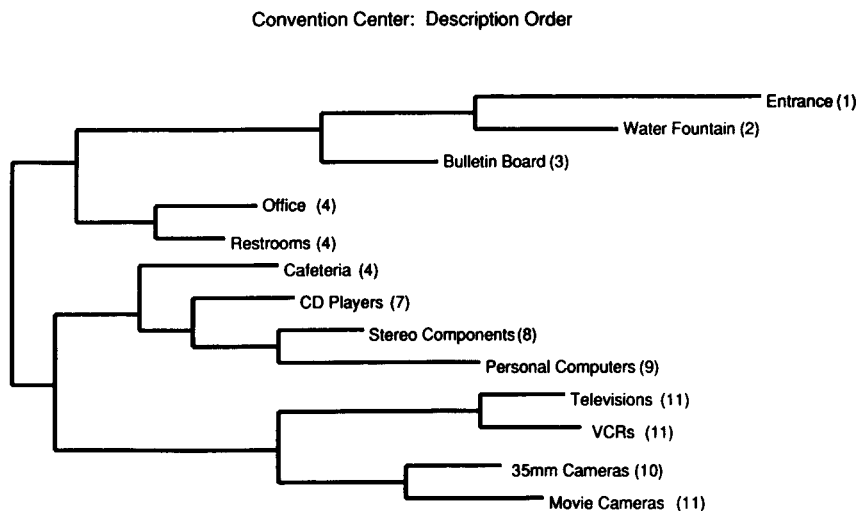 Convention Center: Description Order
Entrance (1)
Water Fountain (2)
Bulletin Board (3)
Office (4)
Restrooms (4)
Cafeteria (4)
CD Players (7)
Stereo Components (8)
Personal Computers (9)
Televisions (11)
VCRs (11)
35mm Cameras (10)
Movie Cameras (11)